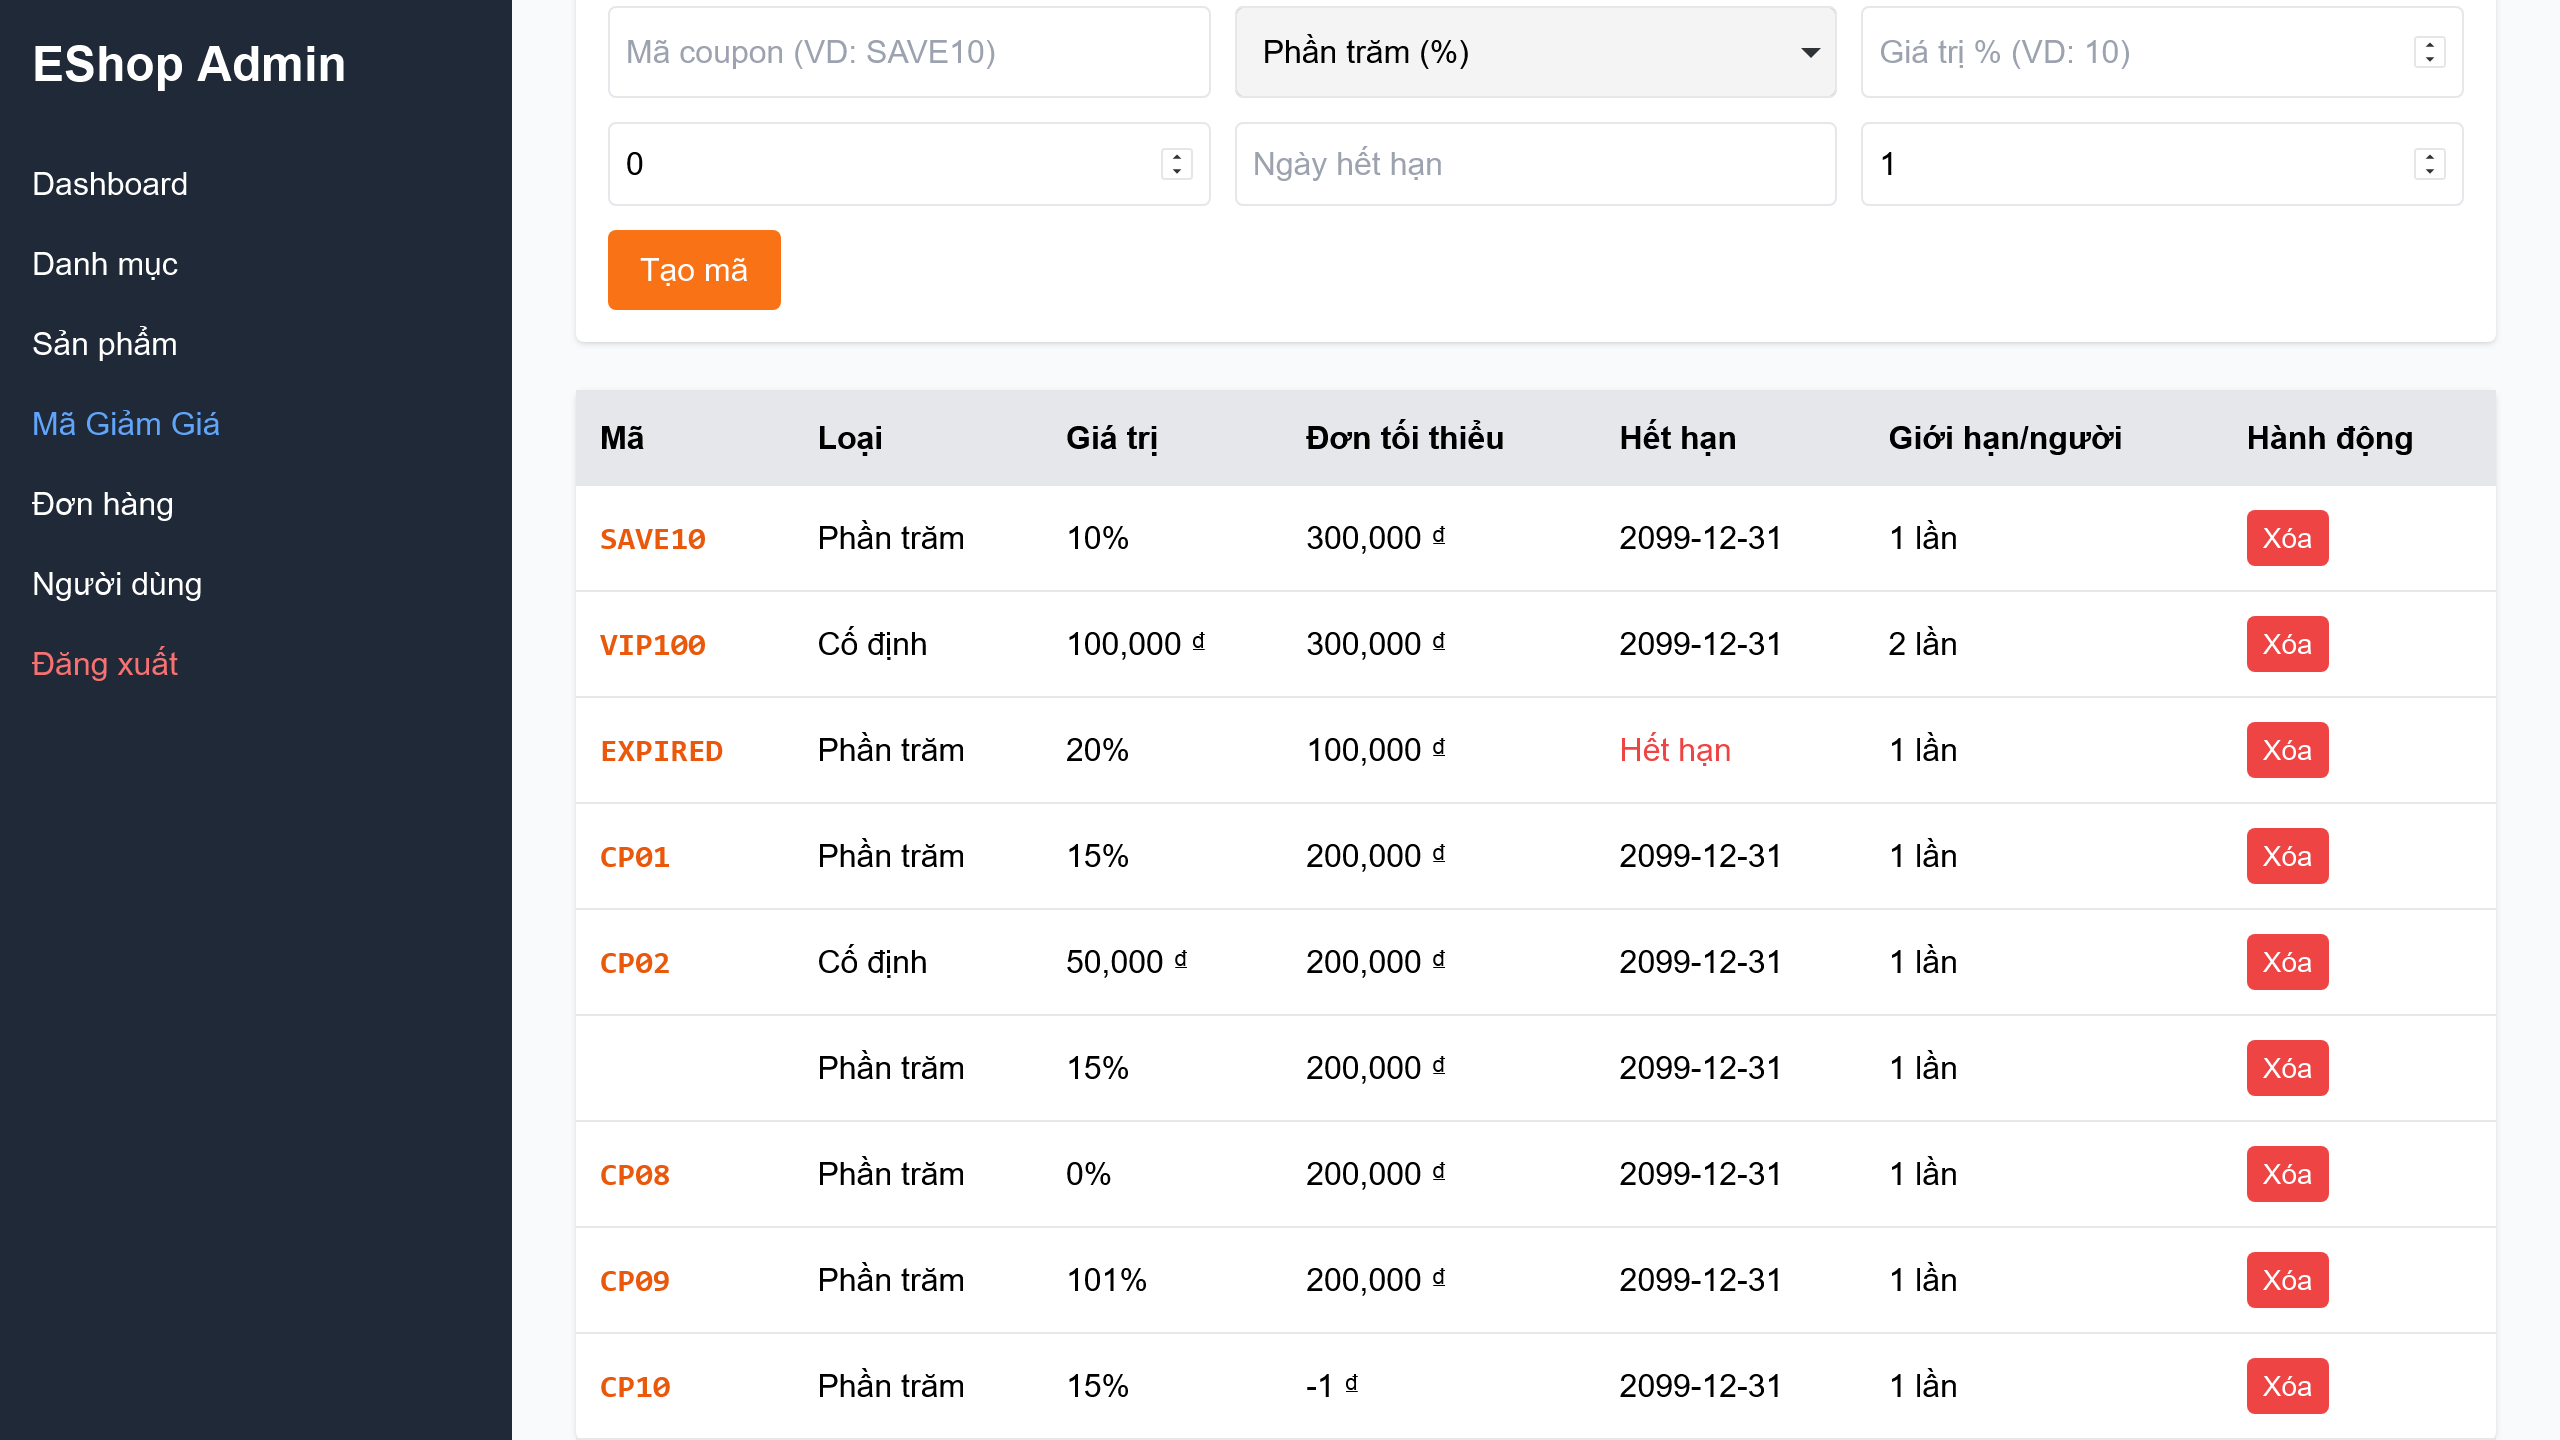 EShop Admin
Dashboard
Danh mục
Sản phẩm
Mã Giảm Giá
Đơn hàng
Người dùng
Đăng xuất
Mã coupon (VD: SAVE10)
Phần trăm (%)
Giá trị % (VD: 10)
0
Ngày hết hạn
1
Tạo mã
Mã Loại Giá trị Đơn tối thiểu Hết hạn Giới hạn/người Hành động
SAVE10 Phần trăm 10% 300,000 ₫ 2099-12-31 1 lần Xóa
VIP100 Cố định 100,000 ₫ 300,000 ₫ 2099-12-31 2 lần Xóa
EXPIRED Phần trăm 20% 100,000 ₫ Hết hạn 1 lần Xóa
CP01 Phần trăm 15% 200,000 ₫ 2099-12-31 1 lần Xóa
CP02 Cố định 50,000 ₫ 200,000 ₫ 2099-12-31 1 lần Xóa
Phần trăm 15% 200,000 ₫ 2099-12-31 1 lần Xóa
CP08 Phần trăm 0% 200,000 ₫ 2099-12-31 1 lần Xóa
CP09 Phần trăm 101% 200,000 ₫ 2099-12-31 1 lần Xóa
CP10 Phần trăm 15% -1 ₫ 2099-12-31 1 lần Xóa